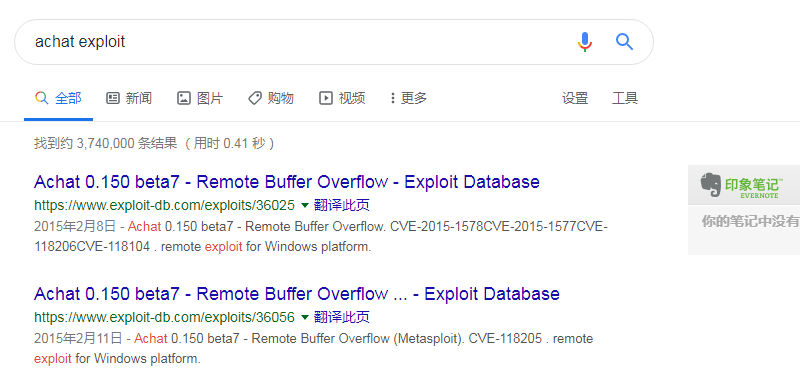 achat exploit
全部 新闻 图片 购物 视频 更多 设置 工具
找到约 3,740,000 条结果 （用时 0.41 秒）
Achat 0.150 beta7 - Remote Buffer Overflow - Exploit Database
https://www.exploit-db.com/exploits/36025 翻译此页
2015年2月8日 - Achat 0.150 beta7 - Remote Buffer Overflow. CVE-2015-1578CVE-2015-1577CVE-
118206CVE-118104 . remote exploit for Windows platform.
印象笔记™
EVERNOTE
你的笔记中没有
Achat 0.150 beta7 - Remote Buffer Overflow ... - Exploit Database
https://www.exploit-db.com/exploits/36056 翻译此页
2015年2月11日 - Achat 0.150 beta7 - Remote Buffer Overflow (Metasploit). CVE-118205 . remote
exploit for Windows platform.